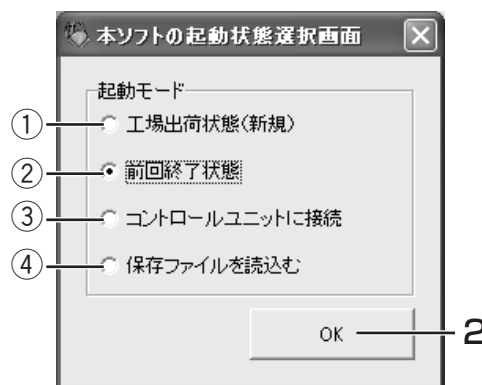 本ソフトの起動状態選択画面
起動モード
① 工場出荷状態(新規)
② 前回終了状態
③ コントロールユニットに接続
④ 保存ファイルを読込む
OK 2